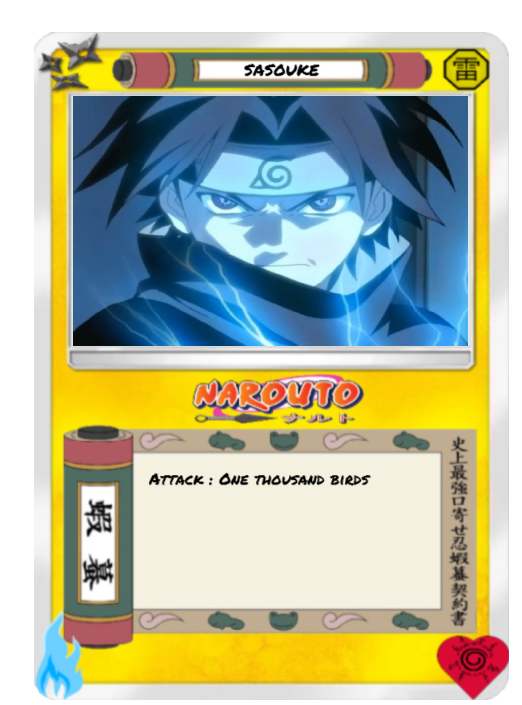 SASOUKE
雷
NAROUTO
ナルト
ATTACK : ONE THOUSAND BIRDS
蝦蟇
史上最強口寄せ忍蝦蟇契約書